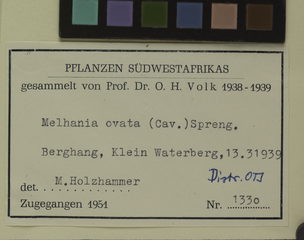 PFLANZEN SÜDWESTAFRIKAS
gesammelt von Prof. Dr. O. H. Volk 1938-1939
Melhania ovata (Cav.) Spreng.
Berghang, Klein Waterberg, 13.31939
Distr. OTJ
det. M.Holzhammer
Zugegangen 1951 Nr. 1330